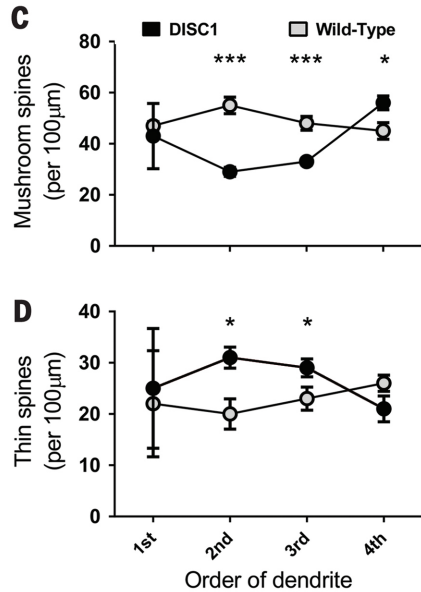 C
DISC1 Wild-Type
*** *** *
Mushroom spines
(per 100μm)
80
60
40
20
0
D
* *
Thin spines
(per 100μm)
40
30
20
10
0
1st 2nd 3rd 4th
Order of dendrite